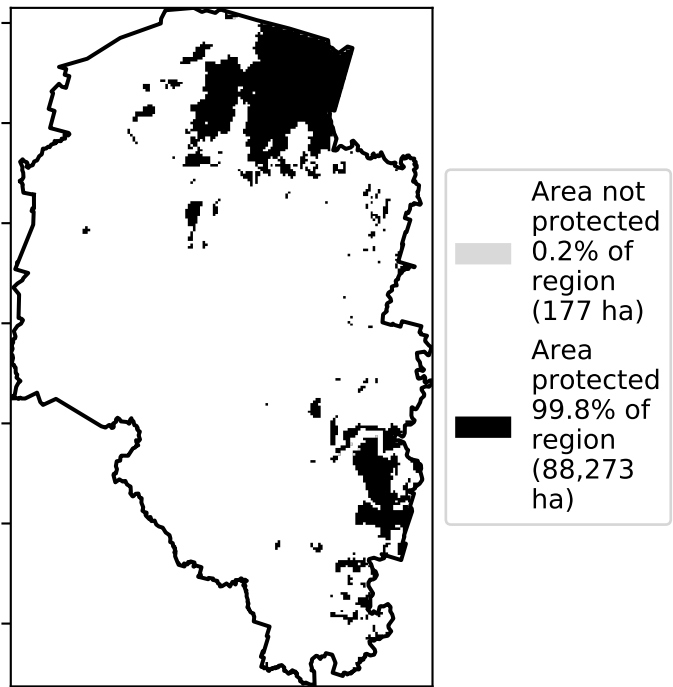 Area not
protected
0.2% of
region
(177 ha)
Area
protected
99.8% of
region
(88,273
ha)